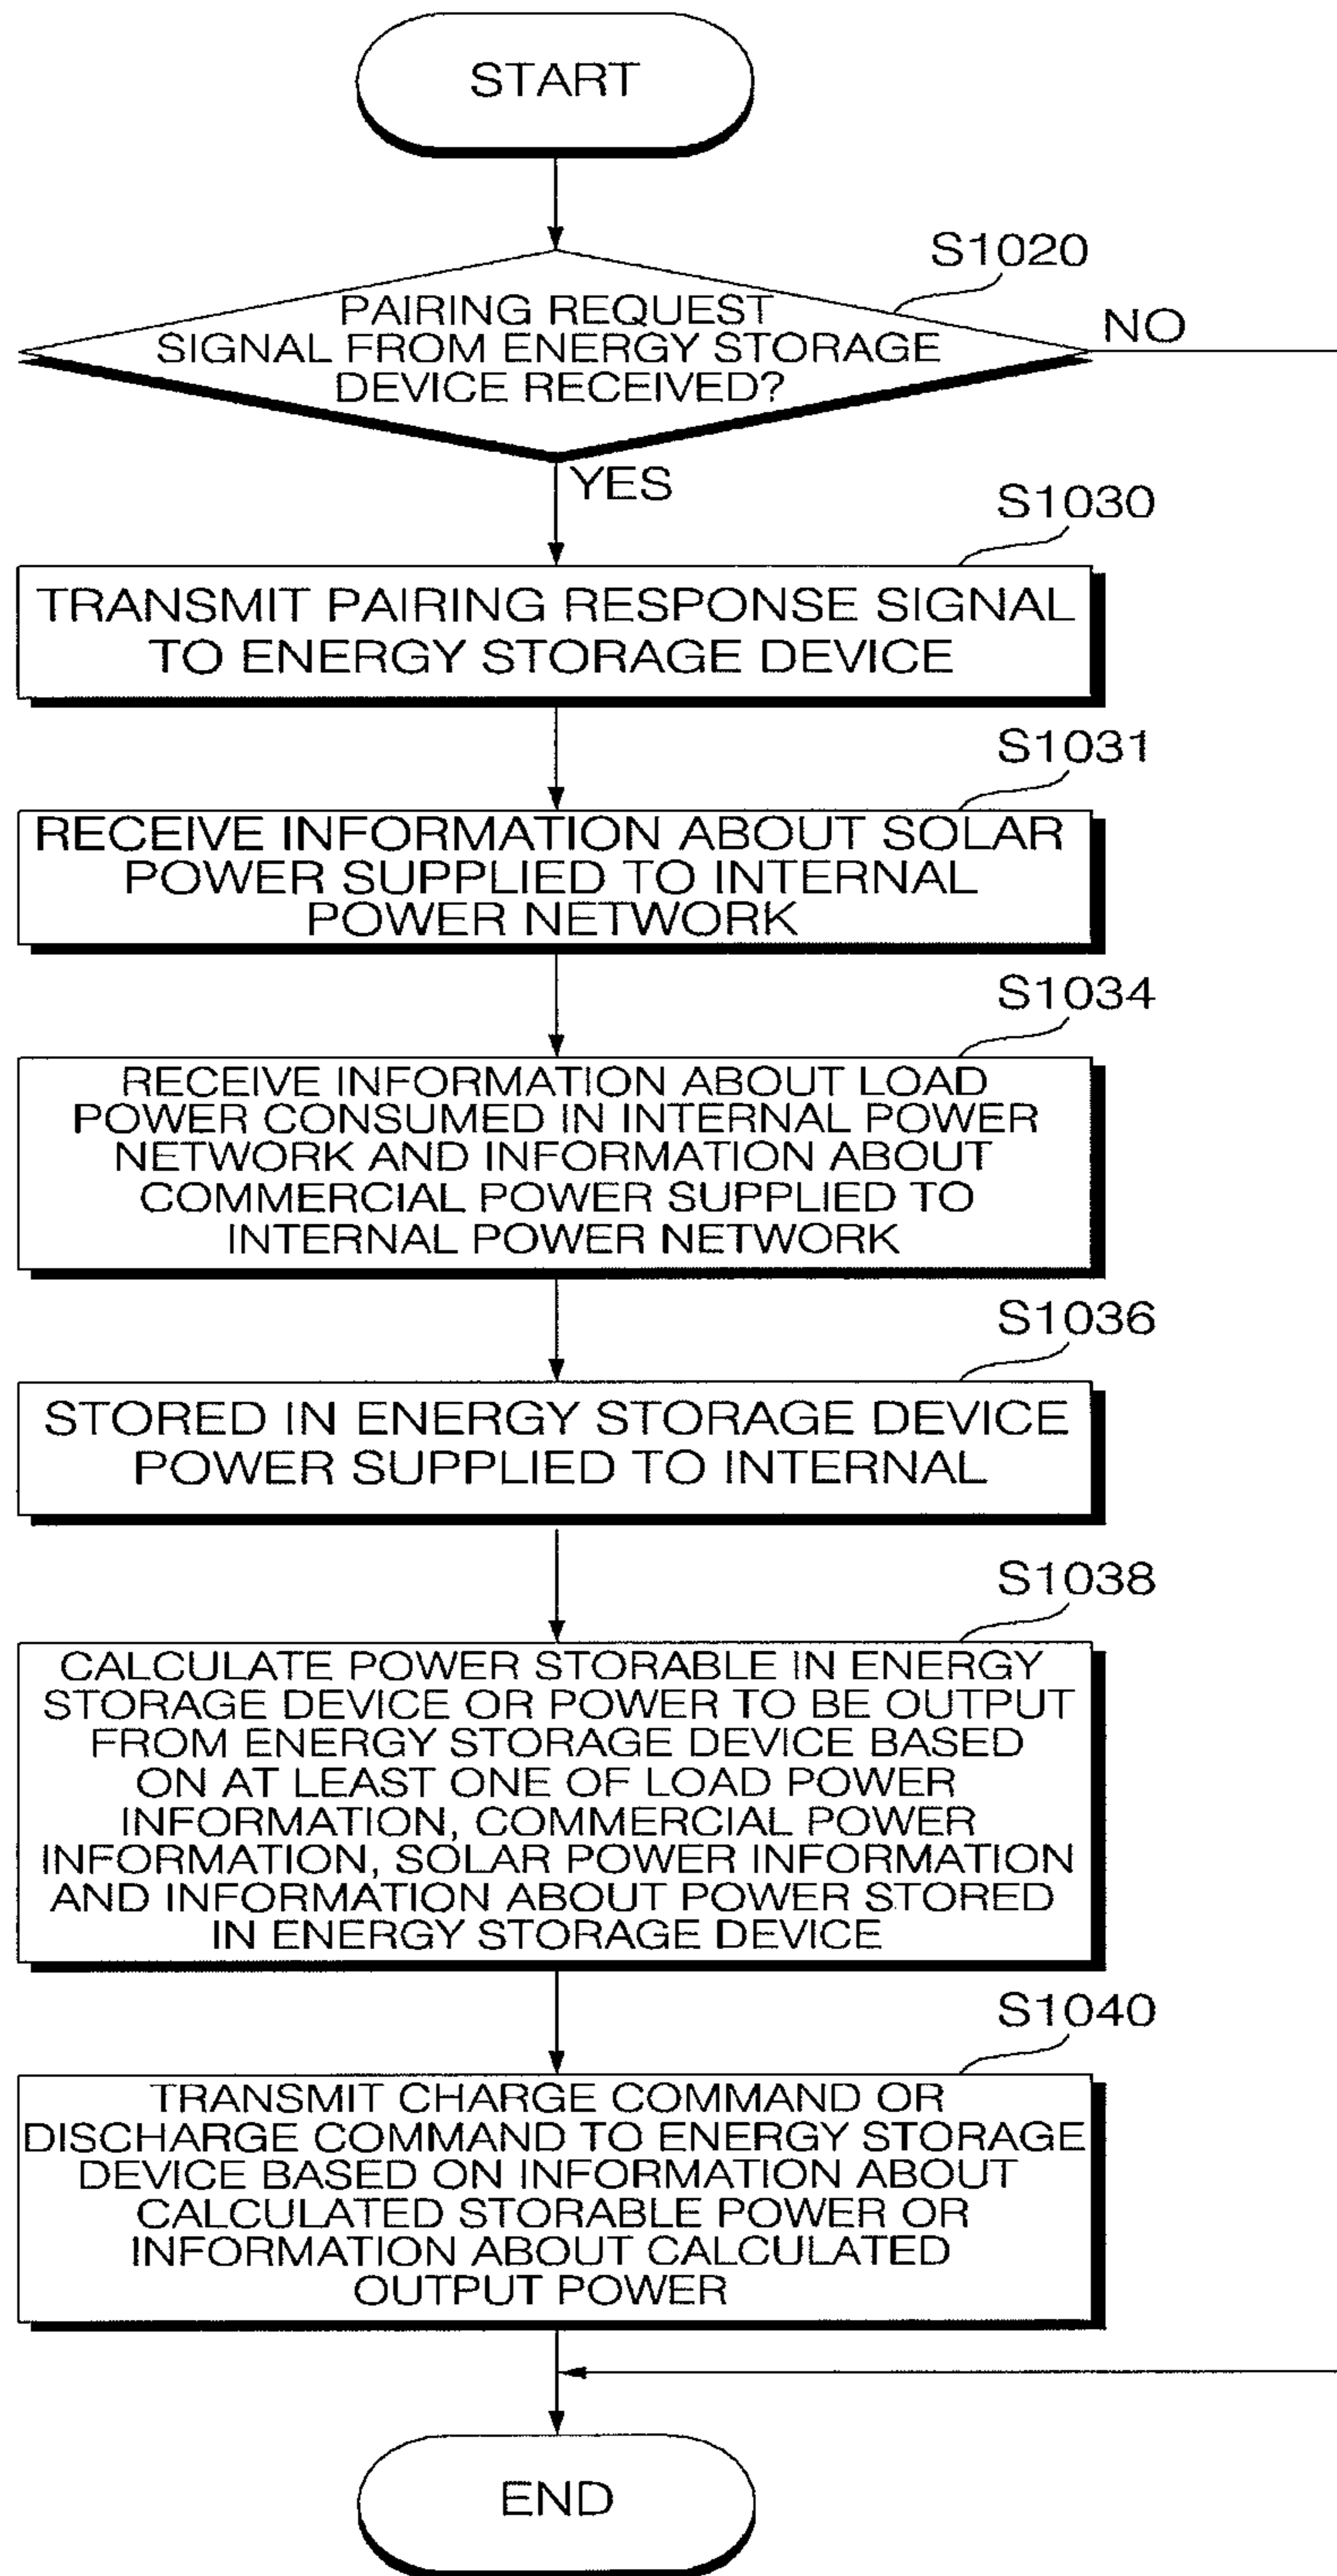 START
S1020
PAIRING REQUEST
SIGNAL FROM ENERGY STORAGE
DEVICE RECEIVED?
NO
YES
S1030
TRANSMIT PAIRING RESPONSE SIGNAL
TO ENERGY STORAGE DEVICE
S1031
RECEIVE INFORMATION ABOUT SOLAR
POWER SUPPLIED TO INTERNAL
POWER NETWORK
S1034
RECEIVE INFORMATION ABOUT LOAD
POWER CONSUMED IN INTERNAL POWER
NETWORK AND INFORMATION ABOUT
COMMERCIAL POWER SUPPLIED TO
INTERNAL POWER NETWORK
S1036
STORED IN ENERGY STORAGE DEVICE
POWER SUPPLIED TO INTERNAL
S1038
CALCULATE POWER STORABLE IN ENERGY
STORAGE DEVICE OR POWER TO BE OUTPUT
FROM ENERGY STORAGE DEVICE BASED
ON AT LEAST ONE OF LOAD POWER
INFORMATION, COMMERCIAL POWER
INFORMATION, SOLAR POWER INFORMATION
AND INFORMATION ABOUT POWER STORED
IN ENERGY STORAGE DEVICE
S1040
TRANSMIT CHARGE COMMAND OR
DISCHARGE COMMAND TO ENERGY STORAGE
DEVICE BASED ON INFORMATION ABOUT
CALCULATED STORABLE POWER OR
INFORMATION ABOUT CALCULATED
OUTPUT POWER
END